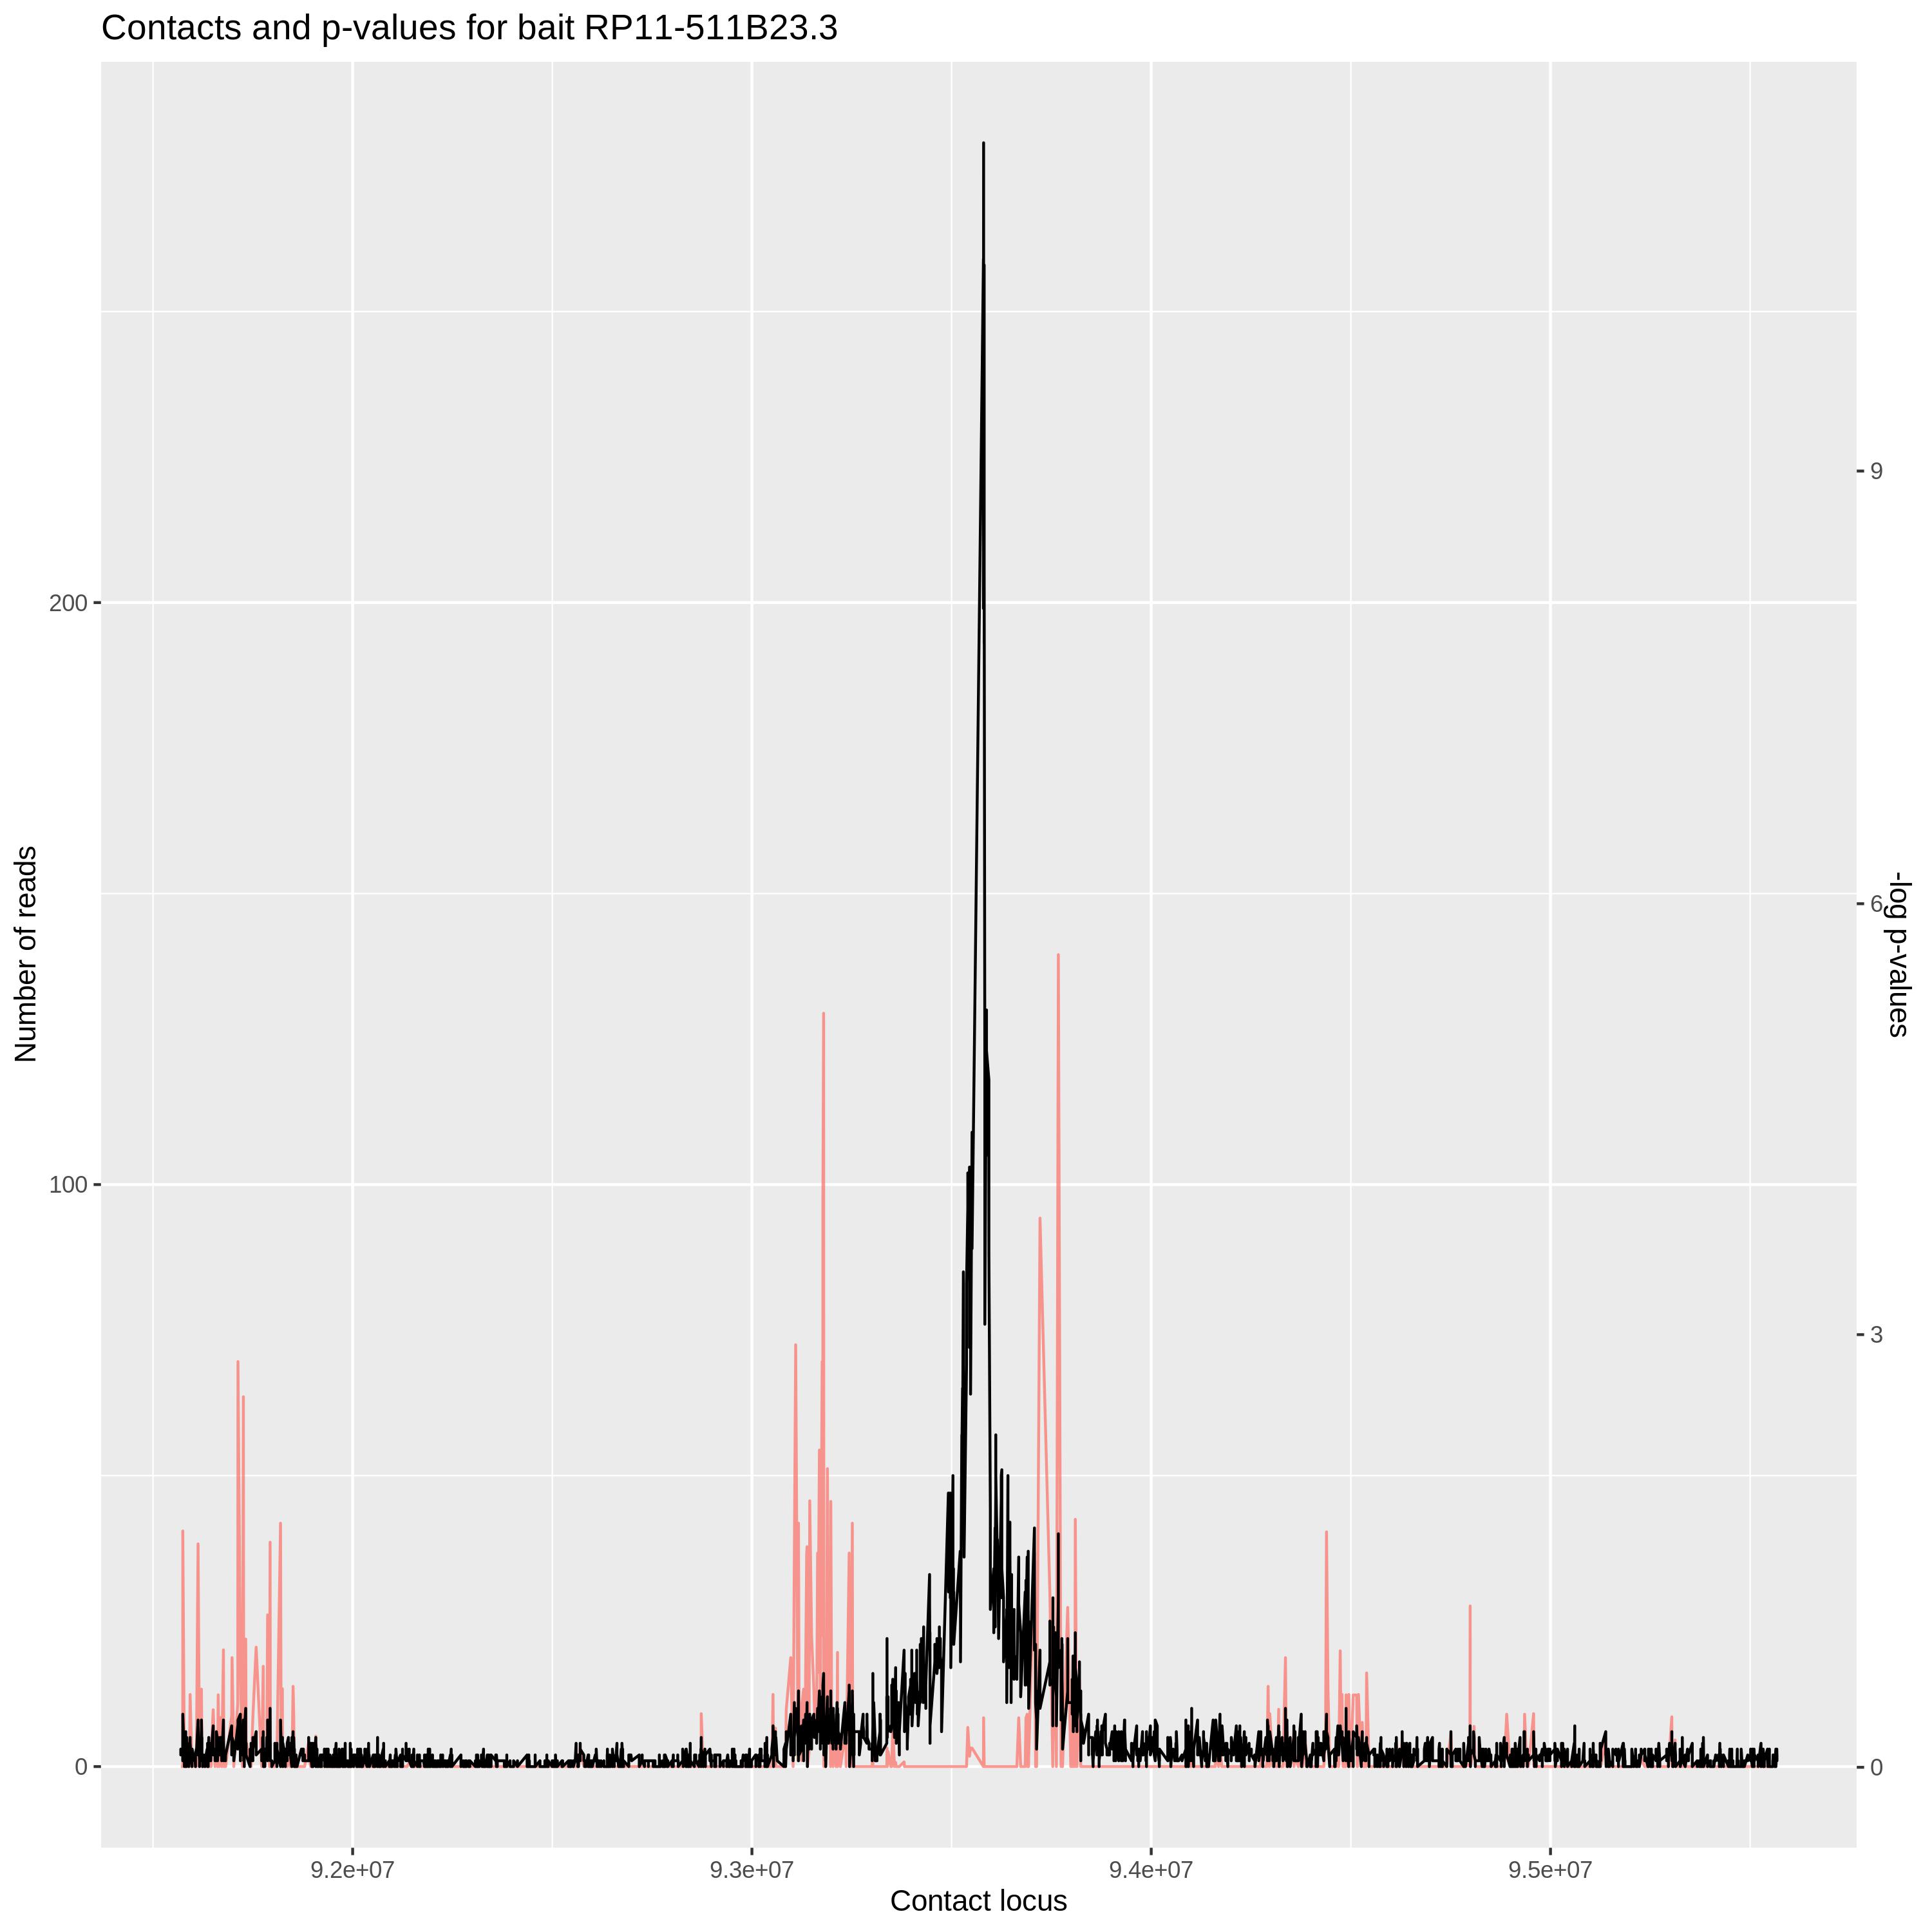 Contacts and p-values for bait RP11-511B23.3
Number of reads
200
100
0
9
6
3
0
-log p-values
9.2e+07
9.3e+07
9.4e+07
9.5e+07
Contact locus